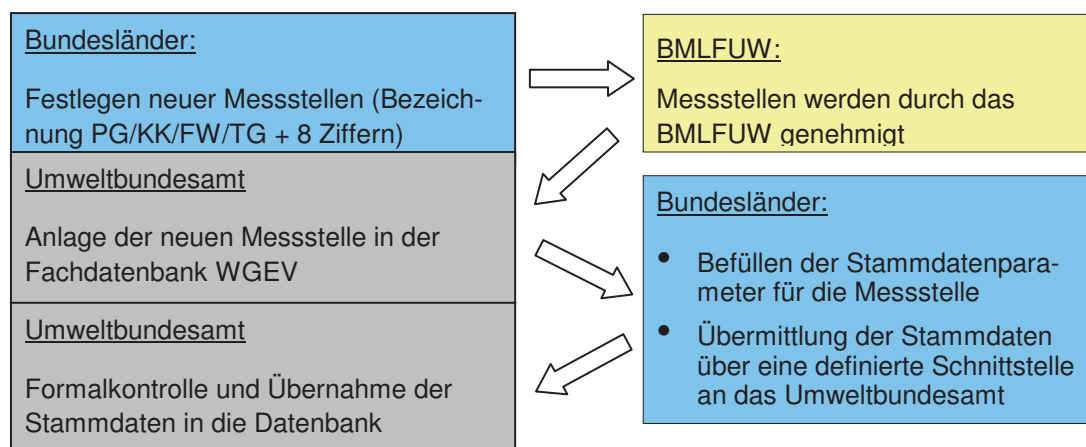 Bundesländer:
Festlegen neuer Messstellen (Bezeich-
nung PG/KK/FW/TG + 8 Ziffern)
BMLFUW:
Messstellen werden durch das
BMLFUW genehmigt
Umweltbundesamt
Anlage der neuen Messstelle in der
Fachdatenbank WGEV
Bundesländer:
• Befüllen der Stammdatenpara-
meter für die Messstelle
• Übermittlung der Stammdaten
über eine definierte Schnittstelle
an das Umweltbundesamt
Umweltbundesamt
Formalkontrolle und Übernahme der
Stammdaten in die Datenbank